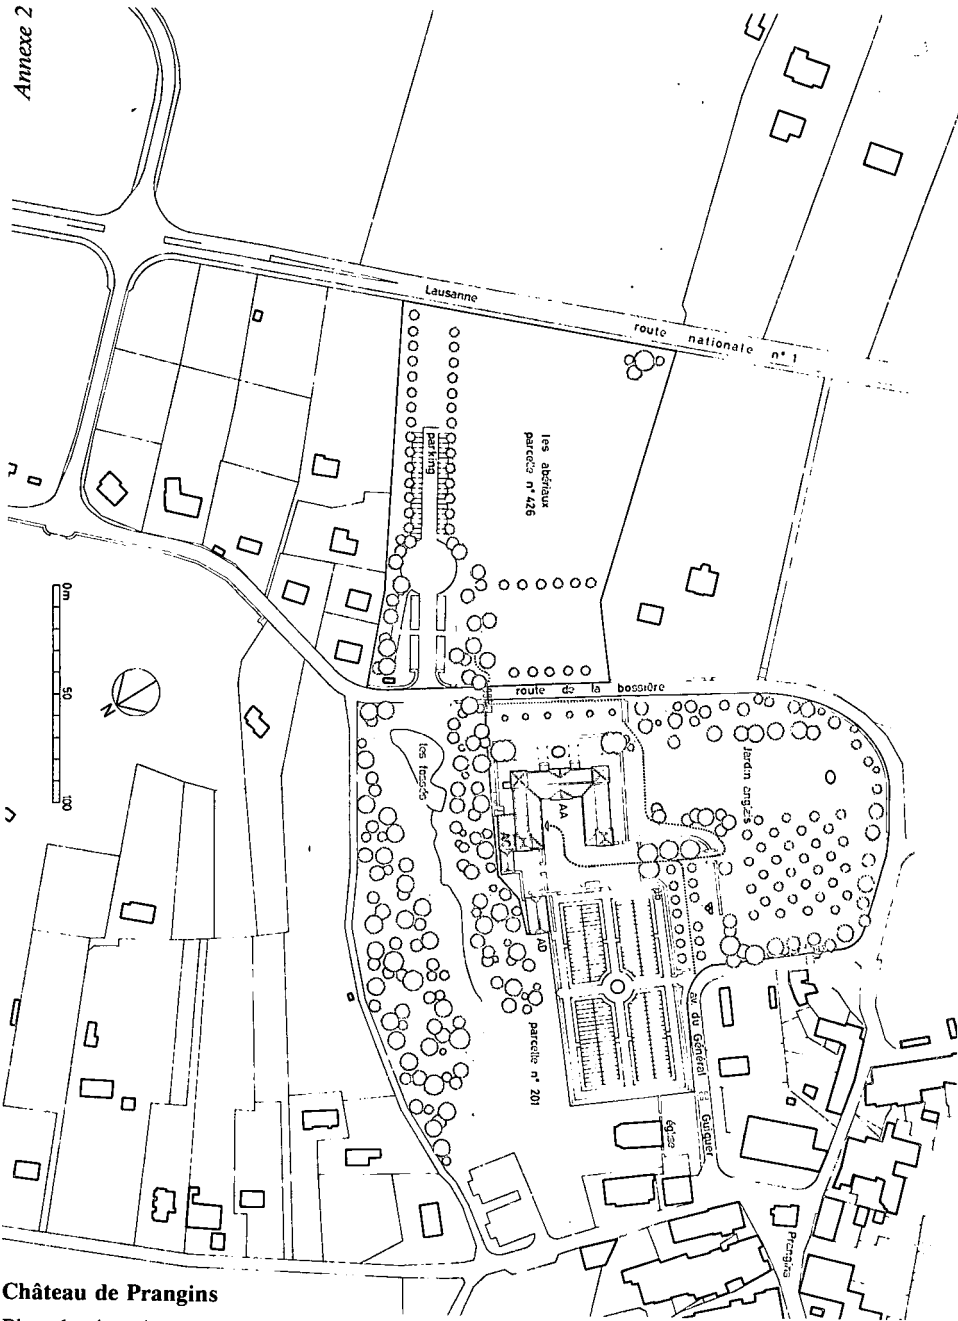 Annexe 2
Lausanne
route nationale n° 1
les abériaux
parcelle n° 426
parking
0m
50
100
N
route de la bossière
les fossés
Jardin anglais
AA
AC
AD
parcelle n° 201
av. du Général Guiguer
église
Prangins
Château de Prangins